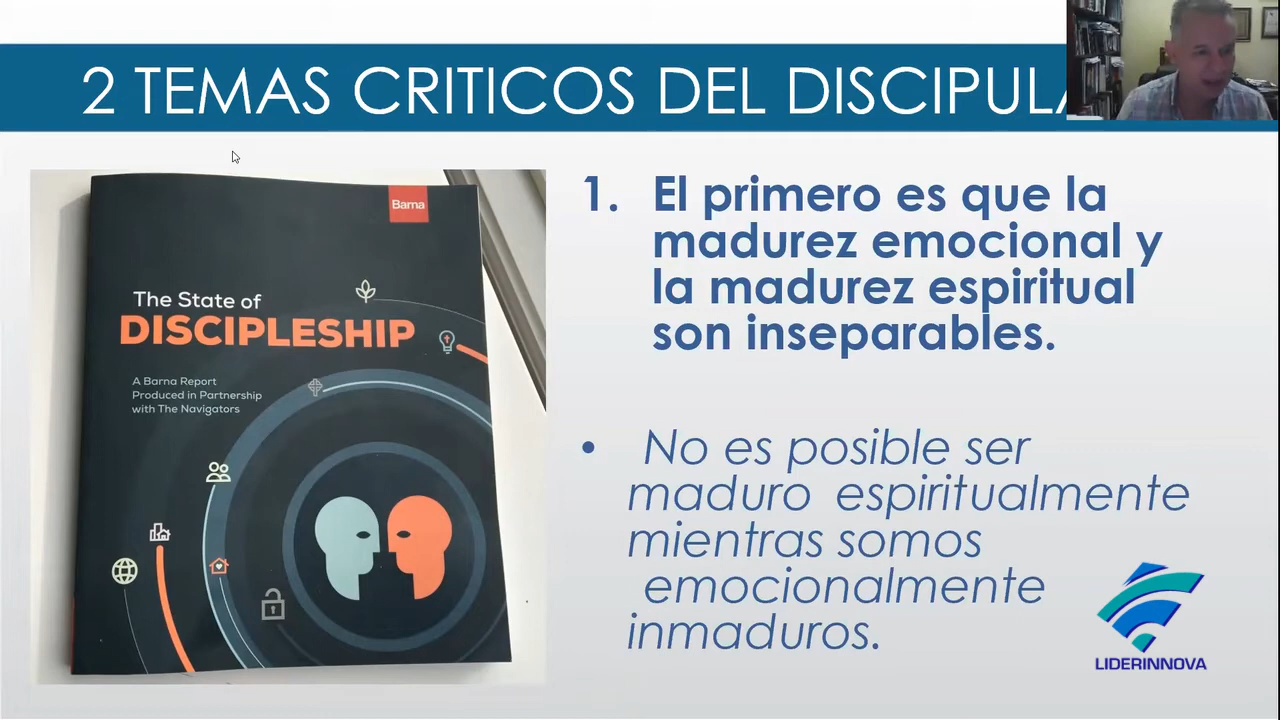 2 TEMAS CRITICOS DEL DISCIPULA
Barna
The State of
DISCIPLESHIP
A Barna Report
Produced in Partnership
with The Navigators
1. El primero es que la
madurez emocional y
la madurez espiritual
son inseparables.
• No es posible ser
maduro espiritualmente
mientras somos
emocionalmente
inmaduros.
LIDERINNOVA